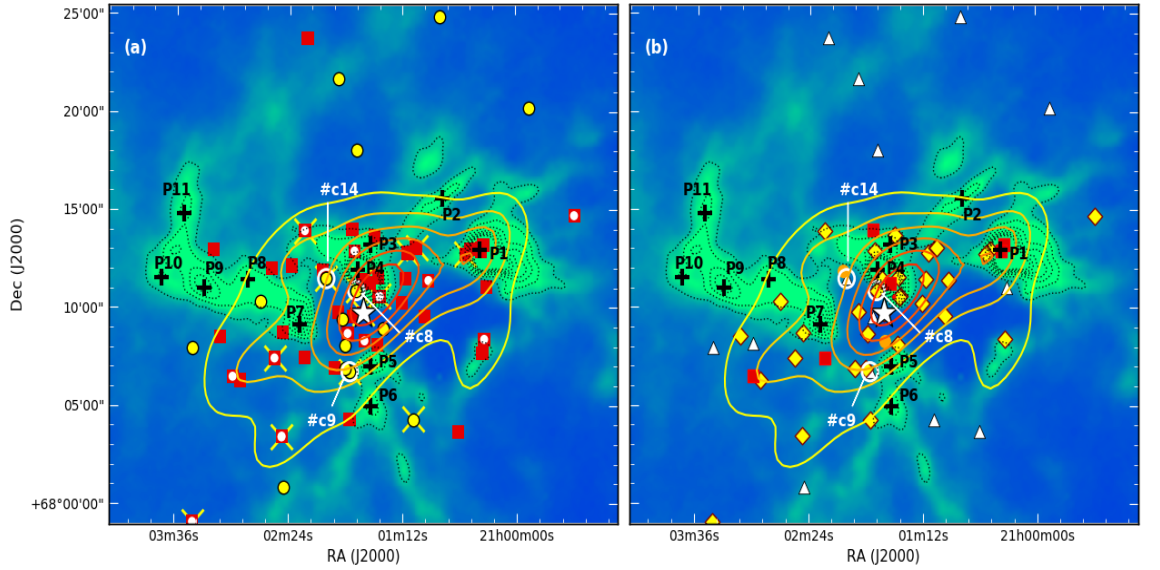 (a)
(b)
25'00"
20'00"
15'00"
10'00"
05'00"
+68°00'00"
Dec (J2000)
#c14
P11
P2
P3
P1
P10
P9
P8
P4
P7
#c8
P5
P6
#c9
03m36s
02m24s
01m12s
21h00m00s
RA (J2000)
#c14
P11
P2
P3
P1
P10
P9
P8
P4
P7
#c8
P5
P6
#c9
03m36s
02m24s
01m12s
21h00m00s
RA (J2000)